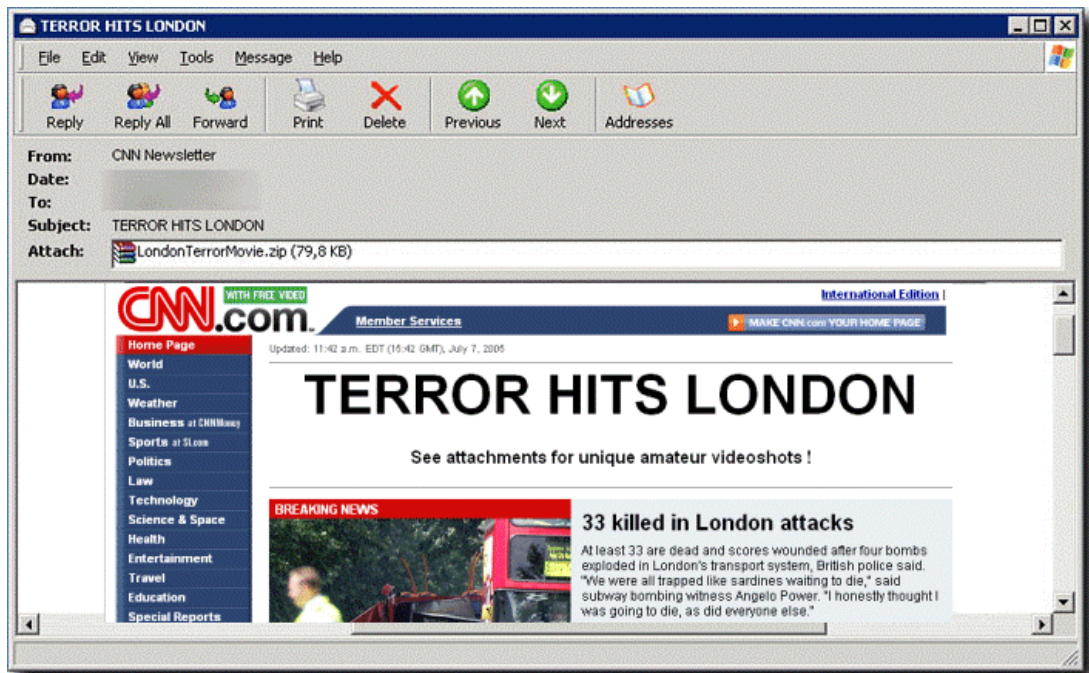 TERROR HITS LONDON
File Edit View Tools Message Help
Reply Reply All Forward Print Delete Previous Next Addresses
From: CNN Newsletter
Date:
To:
Subject: TERROR HITS LONDON
Attach: LondonTerrorMovie.zip (79,8 KB)
CNN.com WITH FREE VIDEO International Edition |
Member Services MAKE CNN.com YOUR HOME PAGE
Home Page
World
U.S.
Weather
Business at CNNMoney
Sports at SI.com
Politics
Law
Technology
Science & Space
Health
Entertainment
Travel
Education
Special Reports
Updated: 11:42 a.m. EDT (15:42 GMT), July 7, 2005
TERROR HITS LONDON
See attachments for unique amateur videoshots !
BREAKING NEWS
33 killed in London attacks
At least 33 are dead and scores wounded after four bombs
exploded in London's transport system, British police said.
"We were all trapped like sardines waiting to die," said
subway bombing witness Angelo Power. "I honestly thought I
was going to die, as did everyone else."